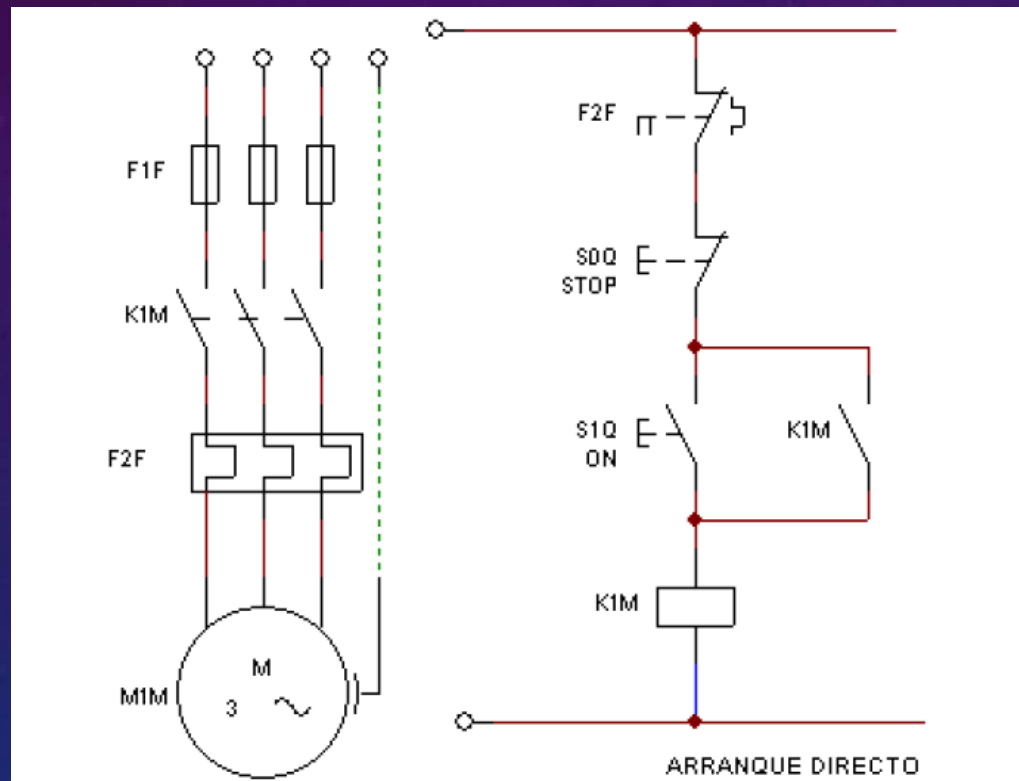 F1F
K1M
F2F
M
3
M1M
F2F
S0Q
STOP
S1Q
ON
K1M
K1M
ARRANQUE DIRECTO